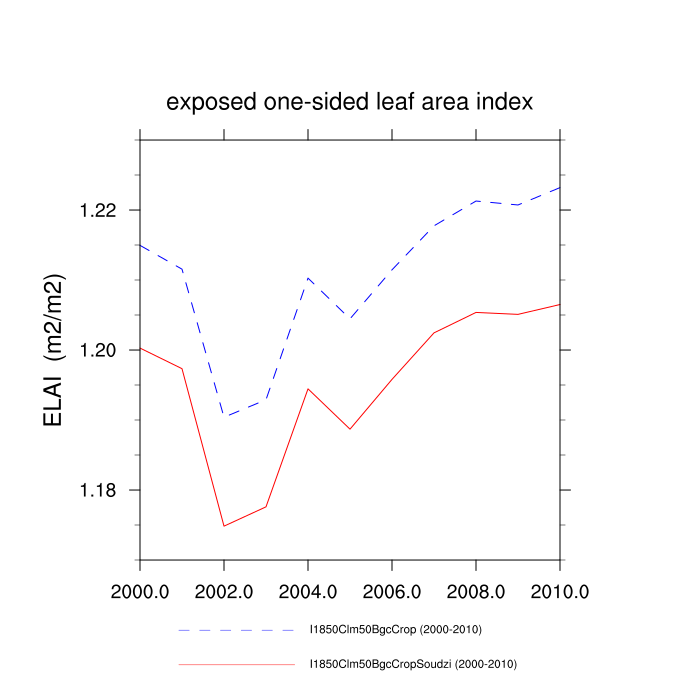 exposed one-sided leaf area index
1.22
1.20
1.18
ELAI (m2/m2)
2000.0 2002.0 2004.0 2006.0 2008.0 2010.0
I1850Clm50BgcCrop (2000-2010)
I1850Clm50BgcCropSoudzi (2000-2010)